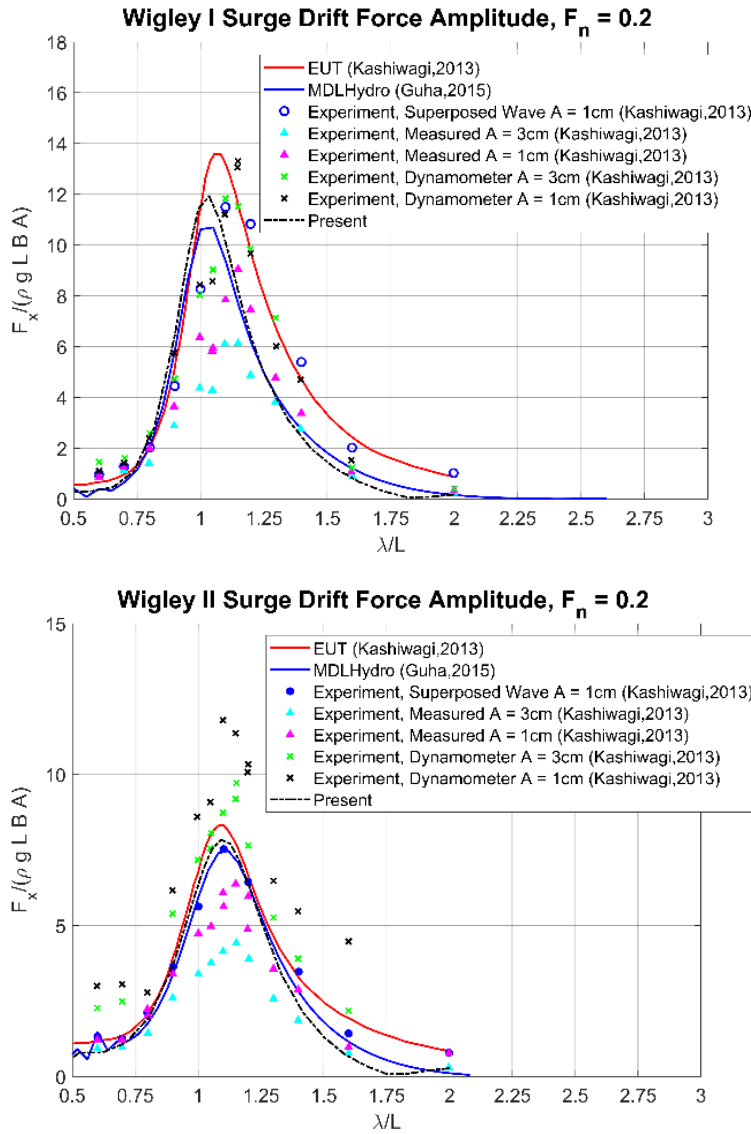 Wigley I Surge Drift Force Amplitude, Fn = 0.2
18
16
14
12
10
8
6
4
2
0
F_x/(ρ g L B A)
EUT (Kashiwagi,2013)
MDLHydro (Guha,2015)
Experiment, Superposed Wave A = 1cm (Kashiwagi,2013)
Experiment, Measured A = 3cm (Kashiwagi,2013)
Experiment, Measured A = 1cm (Kashiwagi,2013)
Experiment, Dynamometer A = 3cm (Kashiwagi,2013)
Experiment, Dynamometer A = 1cm (Kashiwagi,2013)
Present
0.5 0.75 1 1.25 1.5 1.75 2 2.25 2.5 2.75 3
λ/L
Wigley II Surge Drift Force Amplitude, Fn = 0.2
15
10
5
0
F_x/(ρ g L B A)
EUT (Kashiwagi,2013)
MDLHydro (Guha,2015)
Experiment, Superposed Wave A = 1cm (Kashiwagi,2013)
Experiment, Measured A = 3cm (Kashiwagi,2013)
Experiment, Measured A = 1cm (Kashiwagi,2013)
Experiment, Dynamometer A = 3cm (Kashiwagi,2013)
Experiment, Dynamometer A = 1cm (Kashiwagi,2013)
Present
0.5 0.75 1 1.25 1.5 1.75 2 2.25 2.5 2.75 3
λ/L